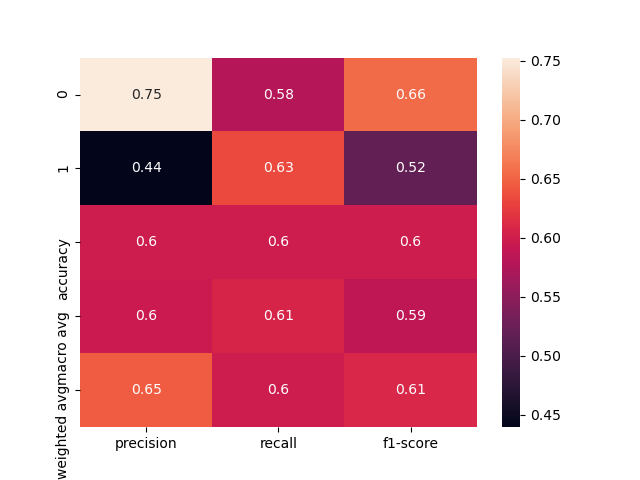 0 0.75 0.58 0.66
1 0.44 0.63 0.52
accuracy 0.6 0.6 0.6
macro avg 0.6 0.61 0.59
weighted avg 0.65 0.6 0.61
precision recall f1-score
0.75
0.70
0.65
0.60
0.55
0.50
0.45